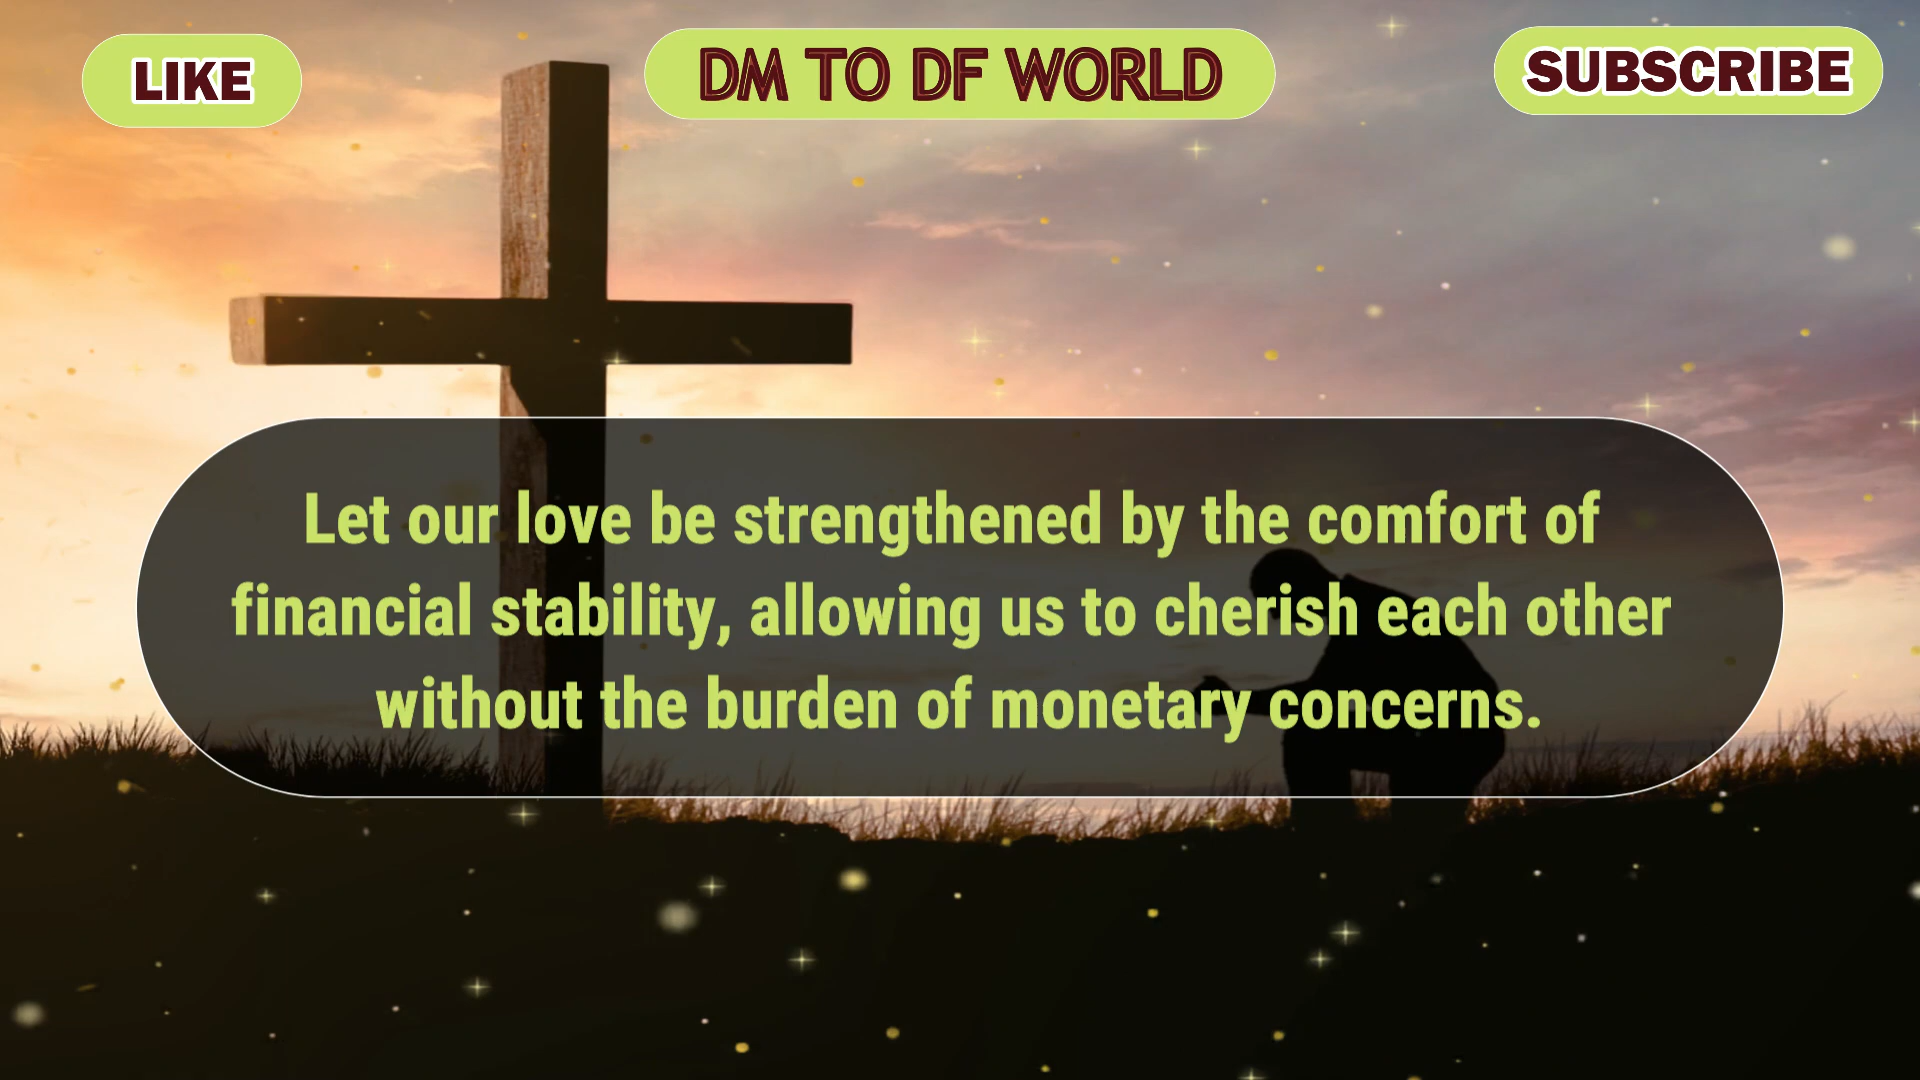 LIKE
DM TO DF WORLD
SUBSCRIBE
Let our love be strengthened by the comfort of
financial stability, allowing us to cherish each other
without the burden of monetary concerns.